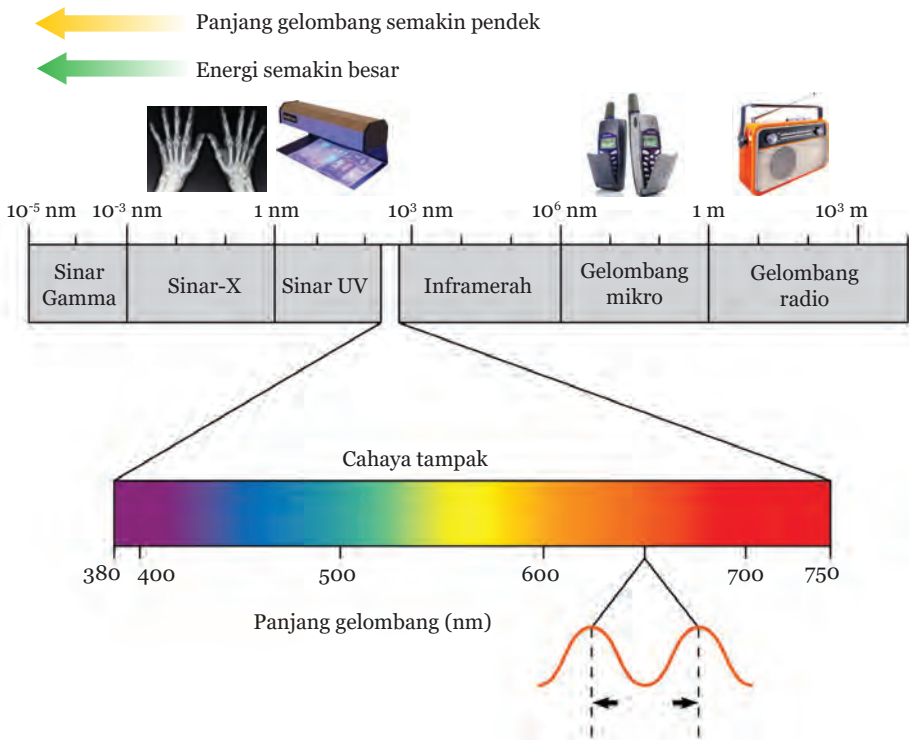 Panjang gelombang semakin pendek
Energi semakin besar
10⁻⁵ nm 10⁻³ nm 1 nm 10³ nm 10⁶ nm 1 m 10³ m
Sinar Gamma
Sinar-X
Sinar UV
Inframerah
Gelombang mikro
Gelombang radio
Cahaya tampak
380 400 500 600 700 750
Panjang gelombang (nm)